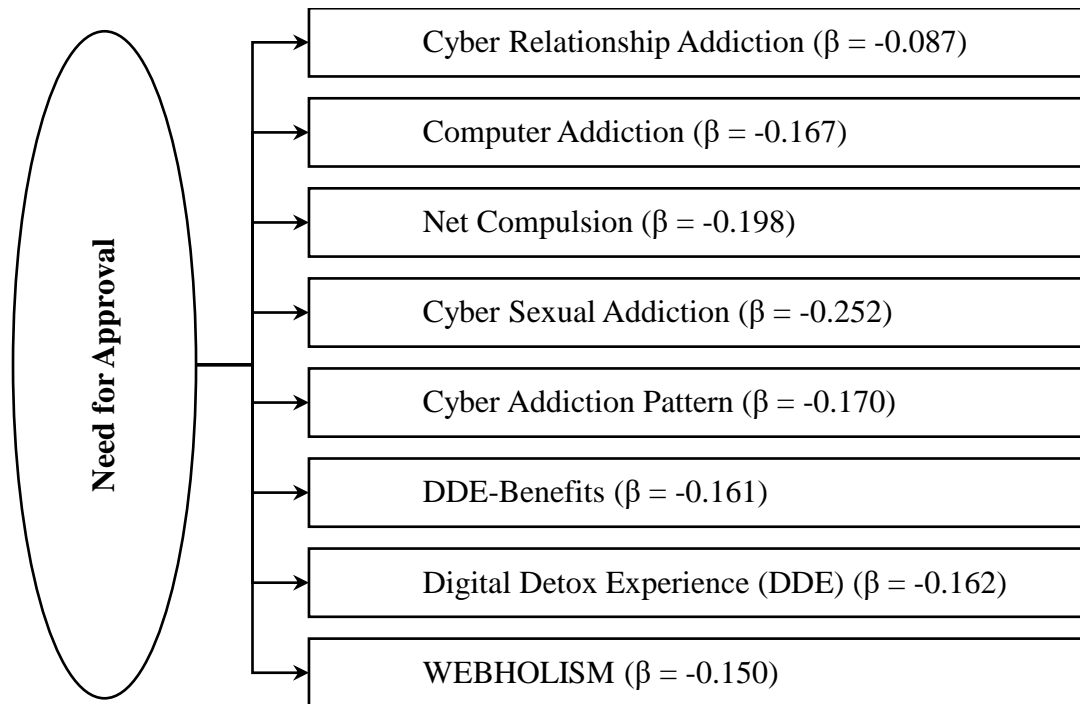 Need for Approval
Cyber Relationship Addiction (β = -0.087)
Computer Addiction (β = -0.167)
Net Compulsion (β = -0.198)
Cyber Sexual Addiction (β = -0.252)
Cyber Addiction Pattern (β = -0.170)
DDE-Benefits (β = -0.161)
Digital Detox Experience (DDE) (β = -0.162)
WEBHOLISM (β = -0.150)